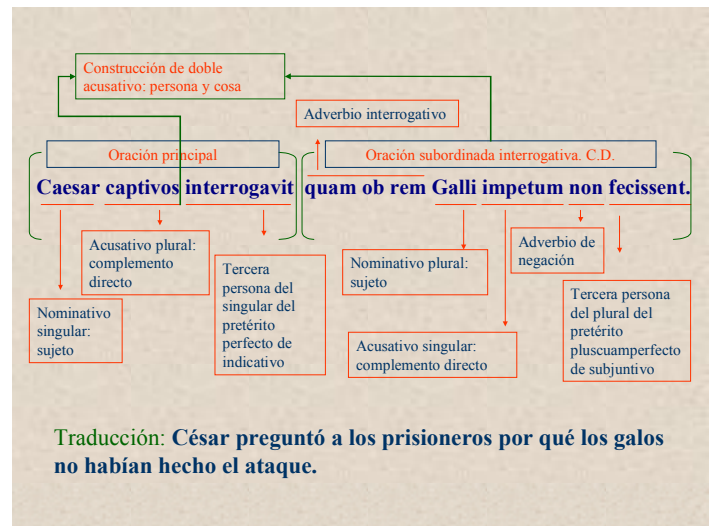 Construcción de doble
acusativo: persona y cosa
Adverbio interrogativo
Oración principal
Oración subordinada interrogativa. C.D.
Caesar captivos interrogavit quam ob rem Galli impetum non fecissent.
Nominativo
singular:
sujeto
Acusativo plural:
complemento
directo
Tercera
persona del
singular del
pretérito
perfecto de
indicativo
Nominativo plural:
sujeto
Acusativo singular:
complemento directo
Adverbio de
negación
Tercera persona
del plural del
pretérito
pluscuamperfecto
de subjuntivo
Traducción: César preguntó a los prisioneros por qué los galos
no habían hecho el ataque.